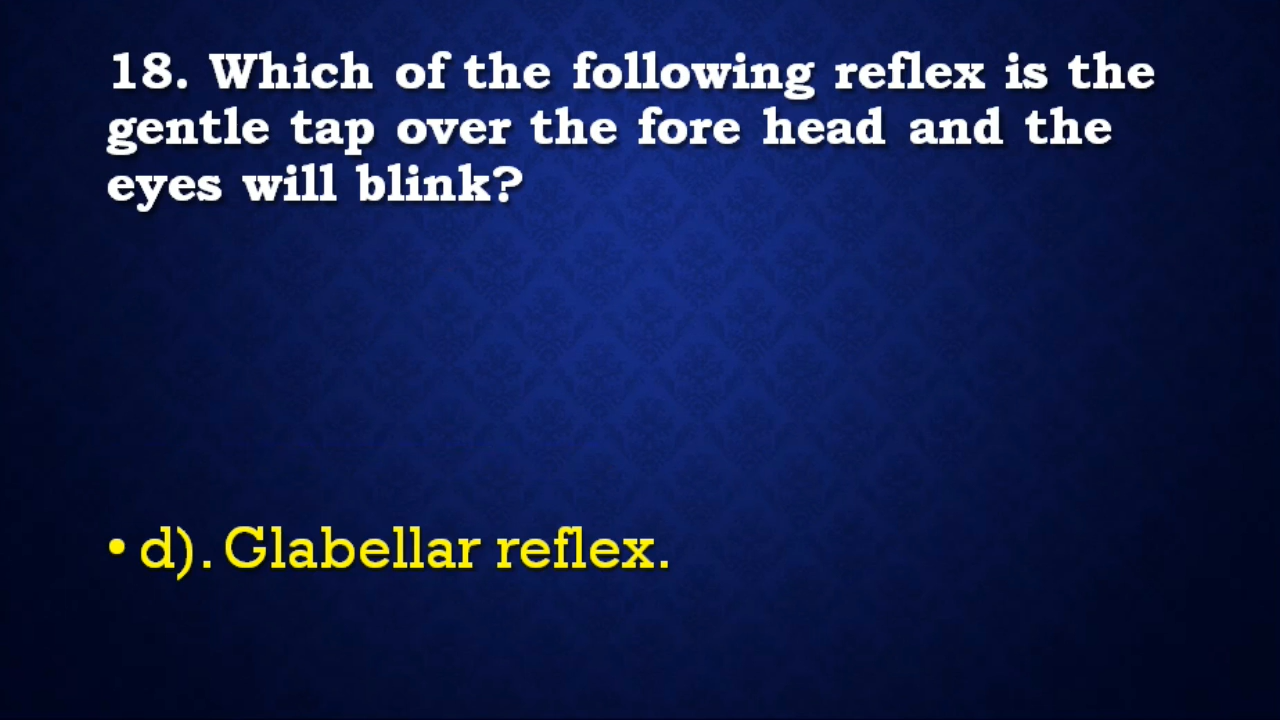 18. Which of the following reflex is the
gentle tap over the fore head and the
eyes will blink?
• d). Glabellar reflex.